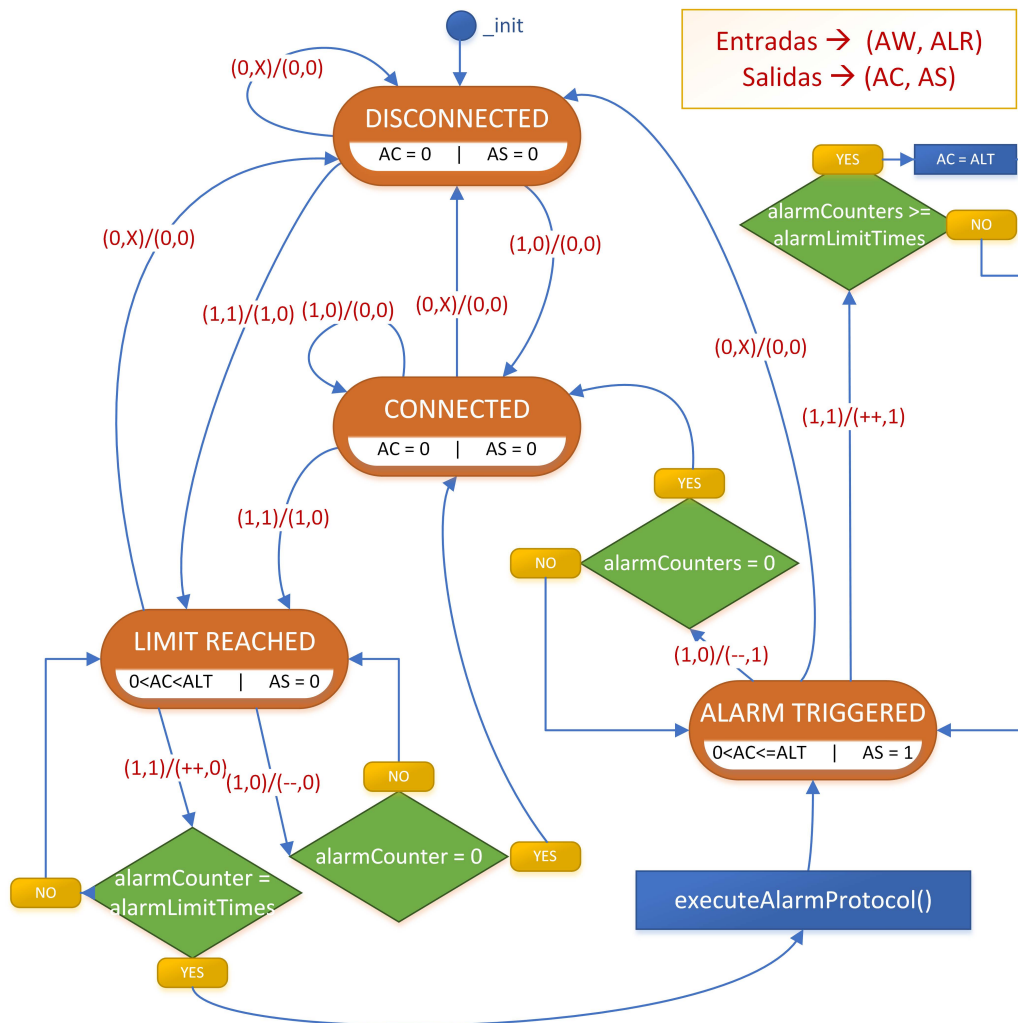 _init
Entradas → (AW, ALR)
Salidas → (AC, AS)
(0,X)/(0,0)
DISCONNECTED
AC = 0 | AS = 0
YES
AC = ALT
alarmCounters >=
alarmLimitTimes
NO
(0,X)/(0,0)
(1,0)/(0,0)
(1,1)/(1,0)
(1,0)/(0,0)
(0,X)/(0,0)
(0,X)/(0,0)
CONNECTED
AC = 0 | AS = 0
(1,1)/(++,1)
YES
(1,1)/(1,0)
NO
alarmCounters = 0
LIMIT REACHED
0<AC<ALT | AS = 0
(1,0)/(--,1)
ALARM TRIGGERED
0<AC<=ALT | AS = 1
(1,1)/(++,0)
(1,0)/(--,0)
NO
alarmCounter = 0
YES
NO
alarmCounter =
alarmLimitTimes
executeAlarmProtocol()
YES